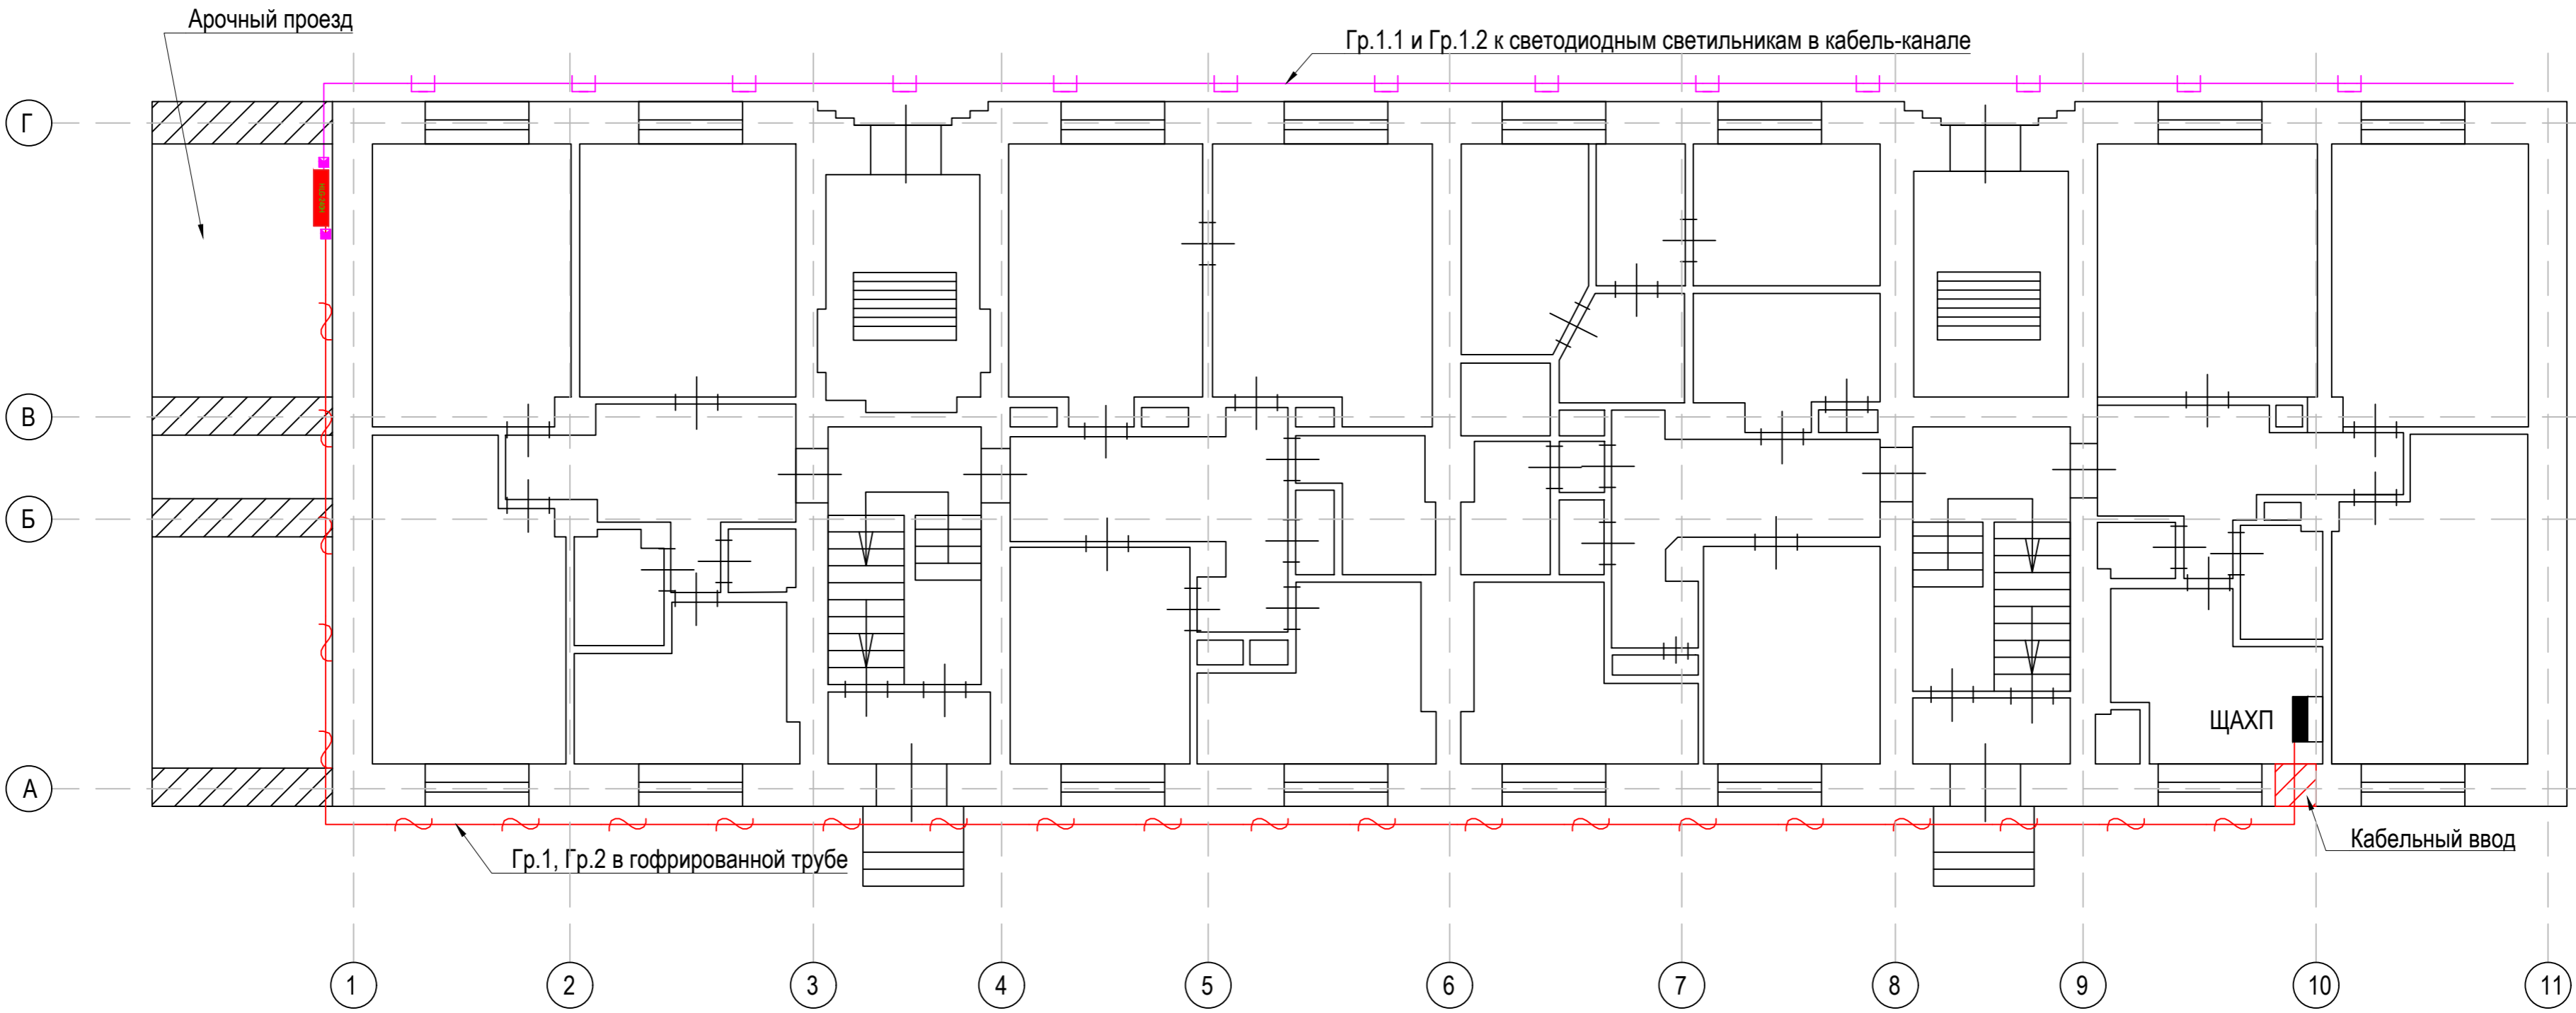 Арочный проезд
Гр.1.1 и Гр.1.2 к светодиодным светильникам в кабель-канале
Г
В
Б
ЩАХП
А
Кабельный ввод
Гр.1, Гр.2 в гофрированной трубе
1
2
3
4
5
6
7
8
9
10
11